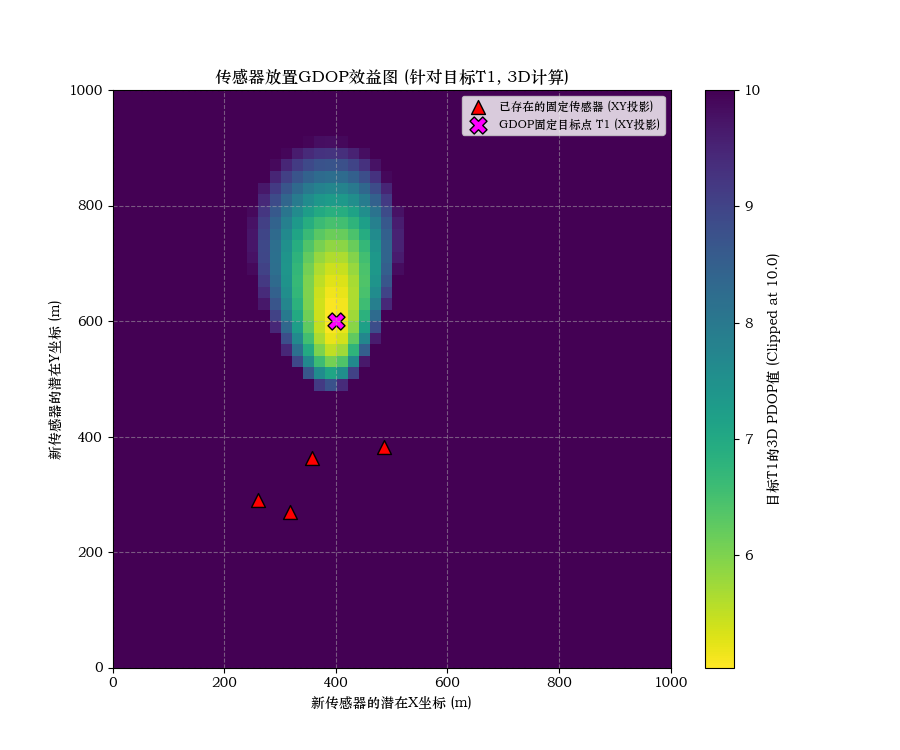 传感器放置GDOP效益图 (针对目标T1, 3D计算)
已存在的固定传感器 (XY投影)
GDOP固定目标点 T1 (XY投影)
1000
800
600
400
200
0
新传感器的潜在Y坐标 (m)
0 200 400 600 800 1000
新传感器的潜在X坐标 (m)
10
9
8
7
6
目标T1的3D PDOP值 (Clipped at 10.0)